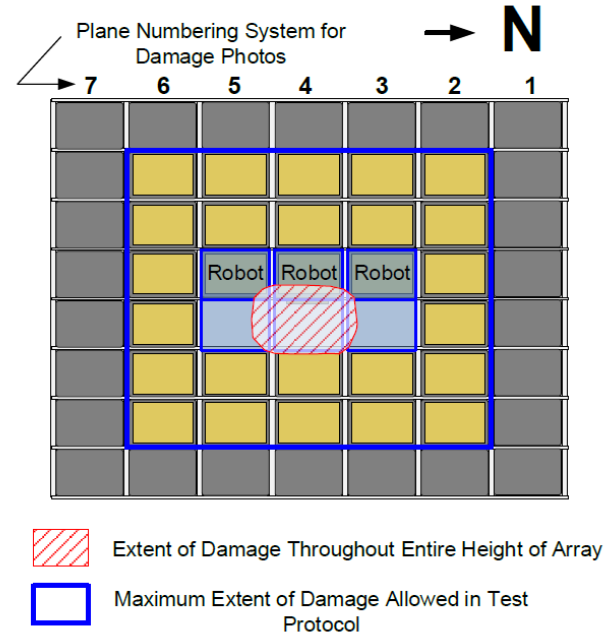 Plane Numbering System for
Damage Photos
N
7 6 5 4 3 2 1
Robot Robot Robot
Extent of Damage Throughout Entire Height of Array
Maximum Extent of Damage Allowed in Test
Protocol